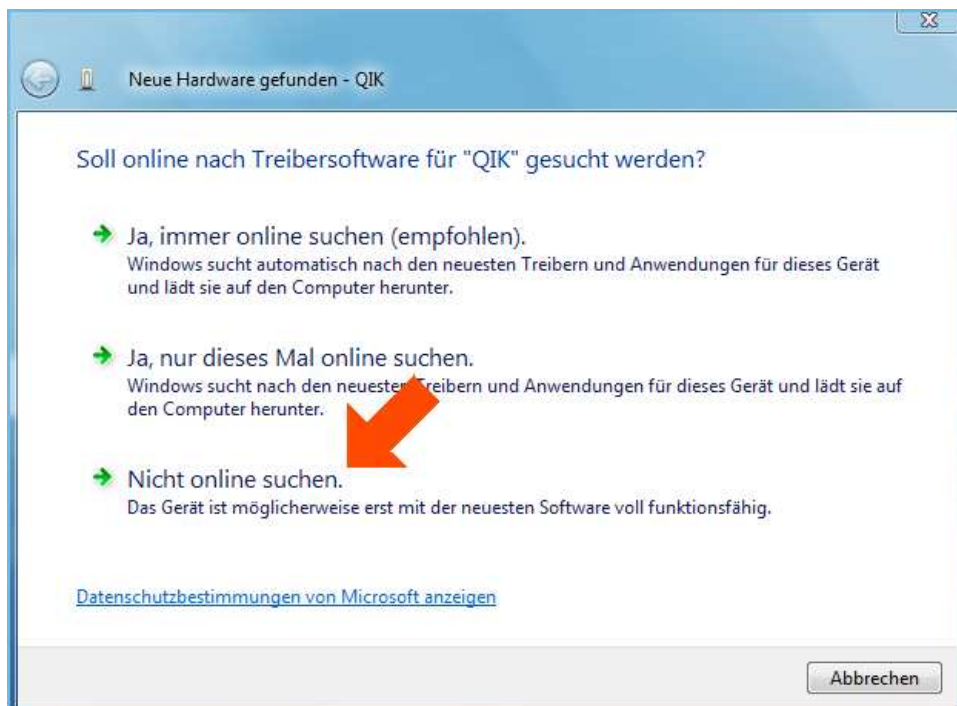 Neue Hardware gefunden - QIK
Soll online nach Treibersoftware für "QIK" gesucht werden?
Ja, immer online suchen (empfohlen).
Windows sucht automatisch nach den neuesten Treibern und Anwendungen für dieses Gerät
und lädt sie auf den Computer herunter.
Ja, nur dieses Mal online suchen.
Windows sucht nach den neuesten Treibern und Anwendungen für dieses Gerät und lädt sie auf
den Computer herunter.
Nicht online suchen.
Das Gerät ist möglicherweise erst mit der neuesten Software voll funktionsfähig.
Datenschutzbestimmungen von Microsoft anzeigen
Abbrechen